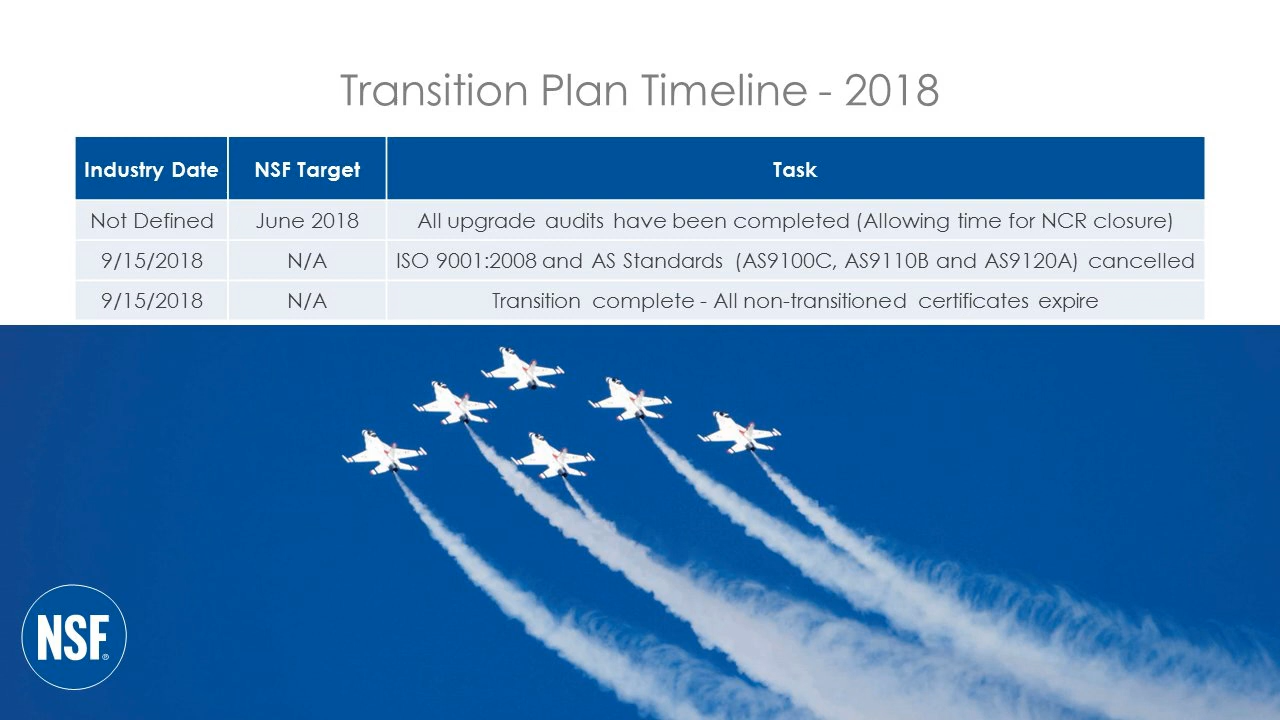 Transition Plan Timeline - 2018
Industry Date NSF Target Task
Not Defined June 2018 All upgrade audits have been completed (Allowing time for NCR closure)
9/15/2018 N/A ISO 9001:2008 and AS Standards (AS9100C, AS9110B and AS9120A) cancelled
9/15/2018 N/A Transition complete - All non-transitioned certificates expire
NSF®